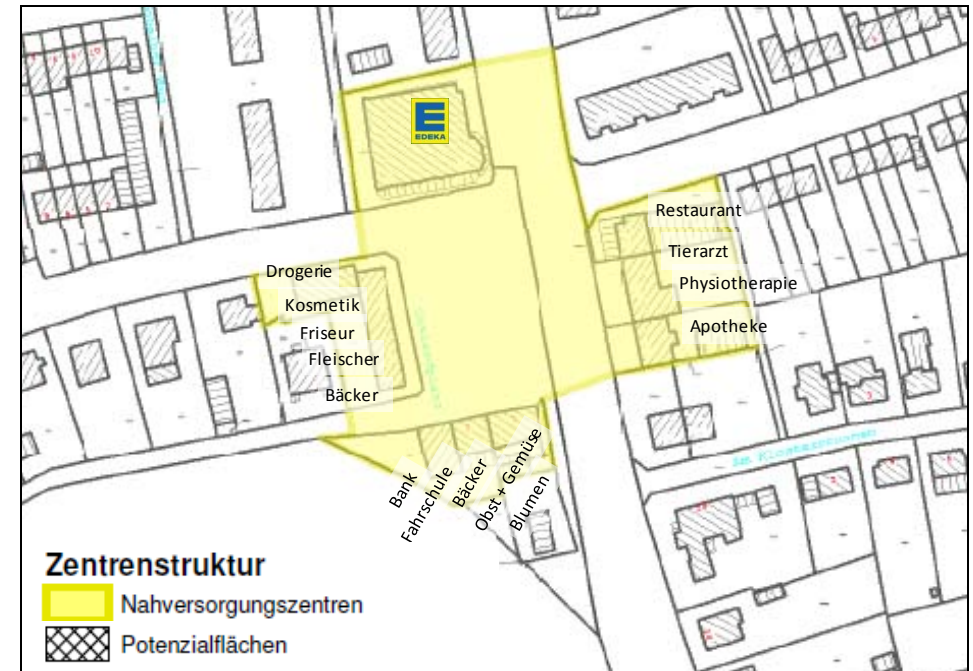 E
EDEKA
Restaurant
Tierarzt
Physiotherapie
Apotheke
Drogerie
Kosmetik
Friseur
Fleischer
Bäcker
Bank
Fahrschule
Bäcker
Obst + Gemüse
Blumen
Zentrenstruktur
Nahversorgungszentren
Potenzialflächen